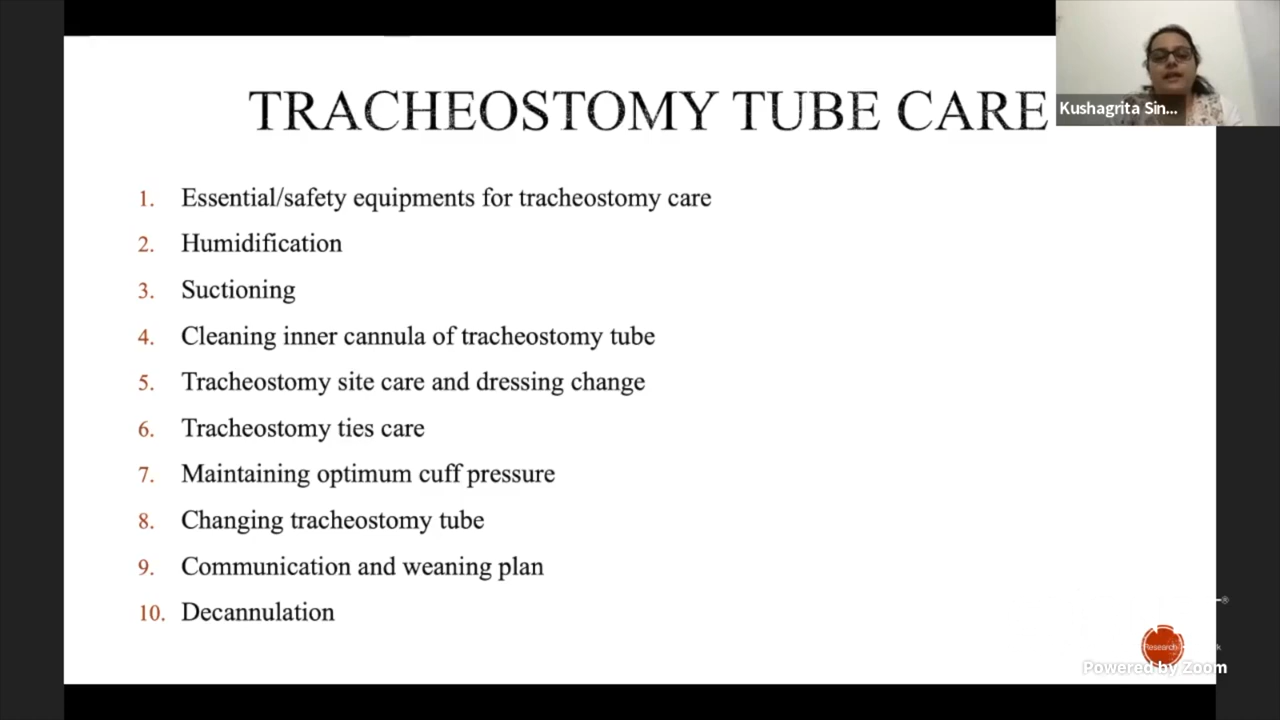 TRACHEOSTOMY TUBE CARE
Kushagrita Sin...
1. Essential/safety equipments for tracheostomy care
2. Humidification
3. Suctioning
4. Cleaning inner cannula of tracheostomy tube
5. Tracheostomy site care and dressing change
6. Tracheostomy ties care
7. Maintaining optimum cuff pressure
8. Changing tracheostomy tube
9. Communication and weaning plan
10. Decannulation
Research
Powered by Zoom